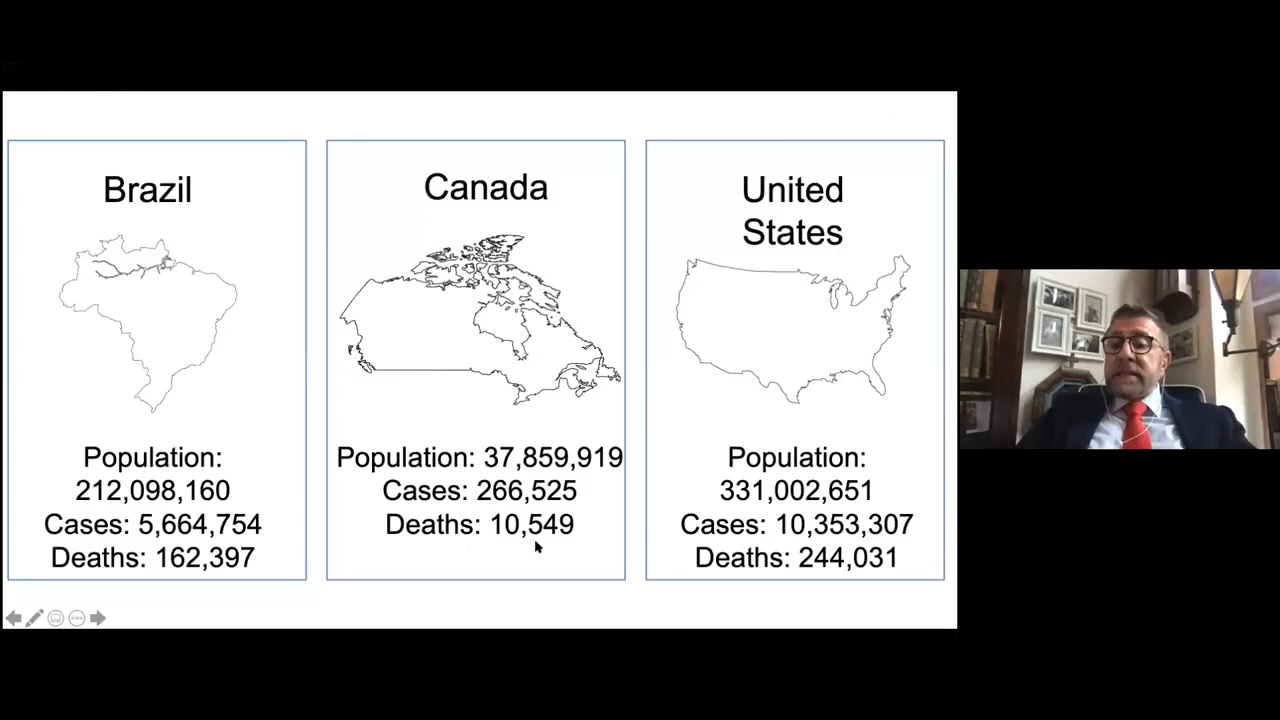 Brazil
Population:
212,098,160
Cases: 5,664,754
Deaths: 162,397
Canada
Population: 37,859,919
Cases: 266,525
Deaths: 10,549
United
States
Population:
331,002,651
Cases: 10,353,307
Deaths: 244,031